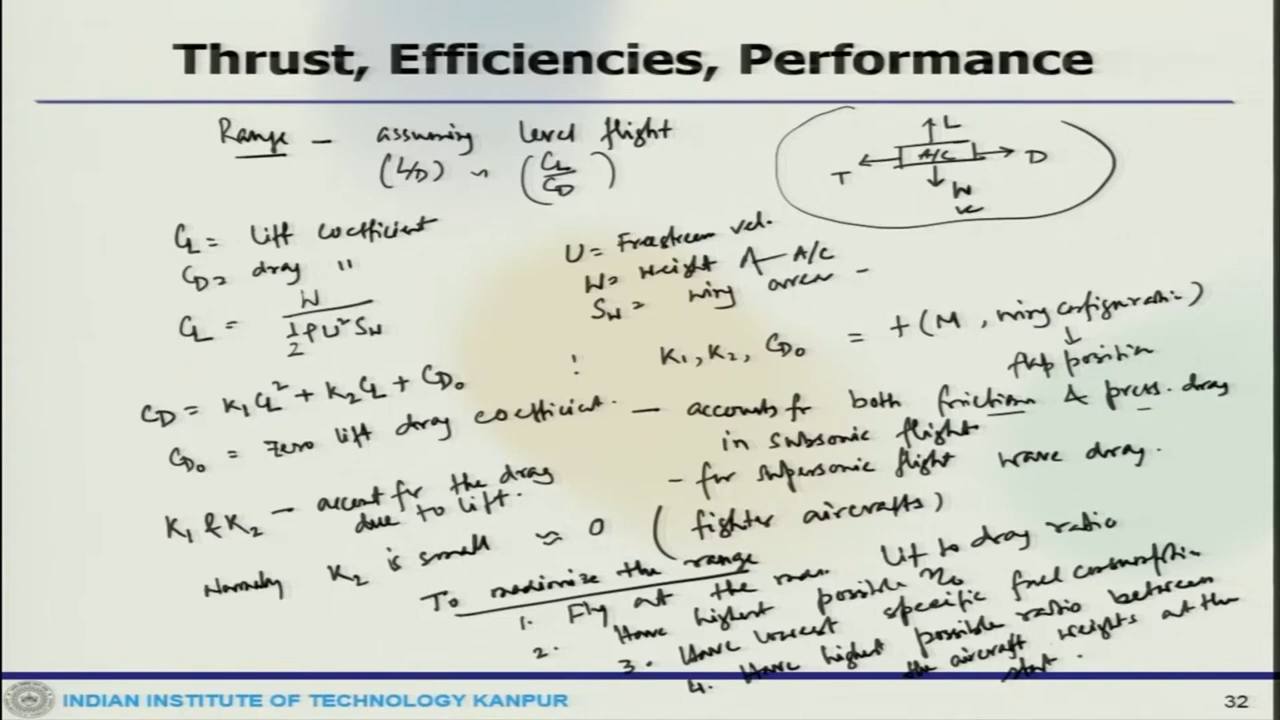 Thrust, Efficiencies, Performance
Range — assuming level flight
(L/D) ~ (CL/CD)
L
A/C
T
D
W
CL = lift coefficient
CD = drag "
CL = W / ½ρU²SW
U = Freestream vel.
W = Weight A/C
SW = wing area
CD = K1CL² + K2CL + CD0
K1, K2, CD0 = f (M, wing configuration)
flap position
CD0 = zero lift drag coefficient. — accounts for both friction & press. drag
in subsonic flight
- for supersonic flight wave drag.
K1 & K2 — account for the drag
due to lift.
Normally K2 is small ≈ 0 (fighter aircrafts)
To maximize the range
1. Fly at the max. lift to drag ratio
2. Have highest possible η0
3. Have lowest specific fuel consumption
4. Have highest possible ratio between
the aircraft weights at the
start.
INDIAN INSTITUTE OF TECHNOLOGY KANPUR
32